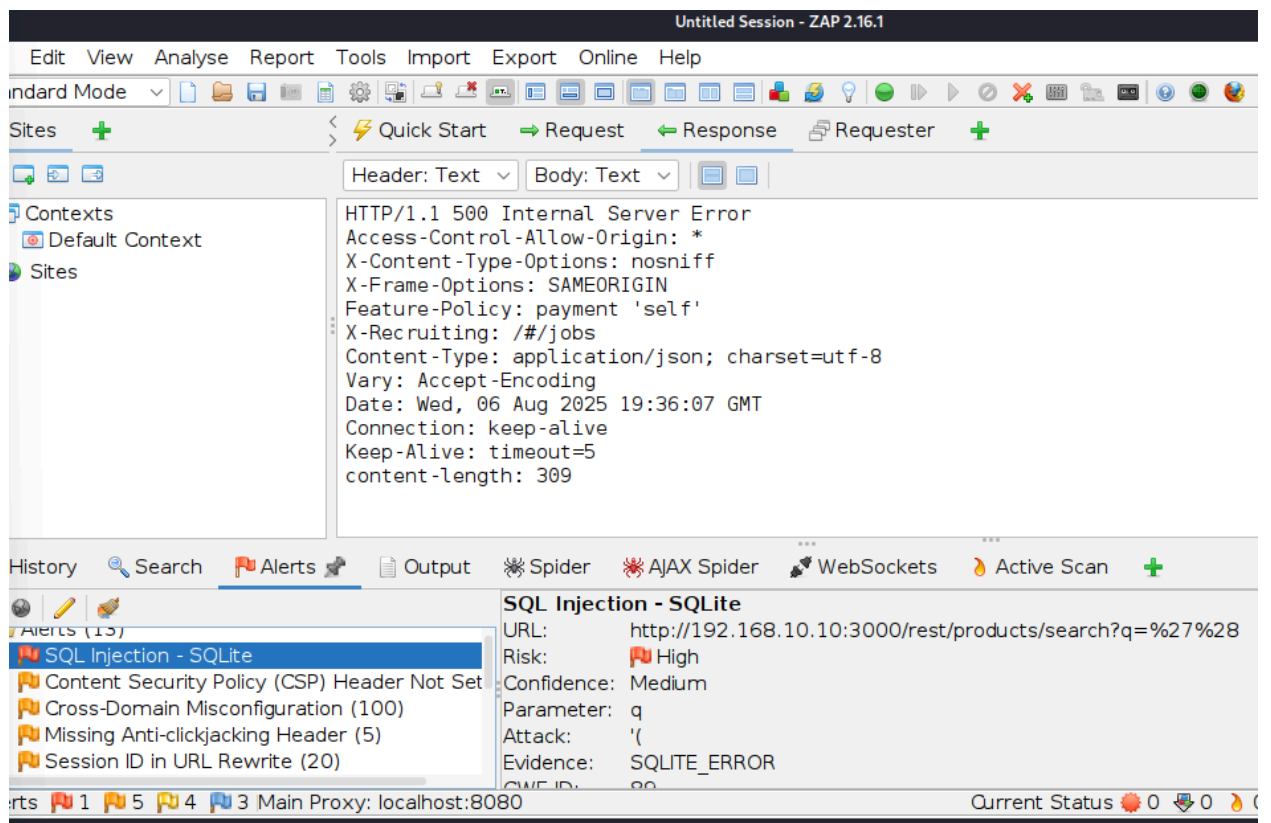 Untitled Session - ZAP 2.16.1
Edit View Analyse Report Tools Import Export Online Help
andard Mode
Sites
Quick Start Request Response Requester
Header: Text Body: Text
Contexts
Default Context
Sites
HTTP/1.1 500 Internal Server Error
Access-Control-Allow-Origin: *
X-Content-Type-Options: nosniff
X-Frame-Options: SAMEORIGIN
Feature-Policy: payment 'self'
X-Recruiting: /#/jobs
Content-Type: application/json; charset=utf-8
Vary: Accept-Encoding
Date: Wed, 06 Aug 2025 19:36:07 GMT
Connection: keep-alive
Keep-Alive: timeout=5
content-length: 309
History Search Alerts Output Spider AJAX Spider WebSockets Active Scan
Alerts (13)
SQL Injection - SQLite
Content Security Policy (CSP) Header Not Set
Cross-Domain Misconfiguration (100)
Missing Anti-clickjacking Header (5)
Session ID in URL Rewrite (20)
SQL Injection - SQLite
URL: http://192.168.10.10:3000/rest/products/search?q=%27%28
Risk: High
Confidence: Medium
Parameter: q
Attack: '(
Evidence: SQLITE_ERROR
CWE ID: 89
erts 1 5 4 3 Main Proxy: localhost:8080 Current Status 0 0